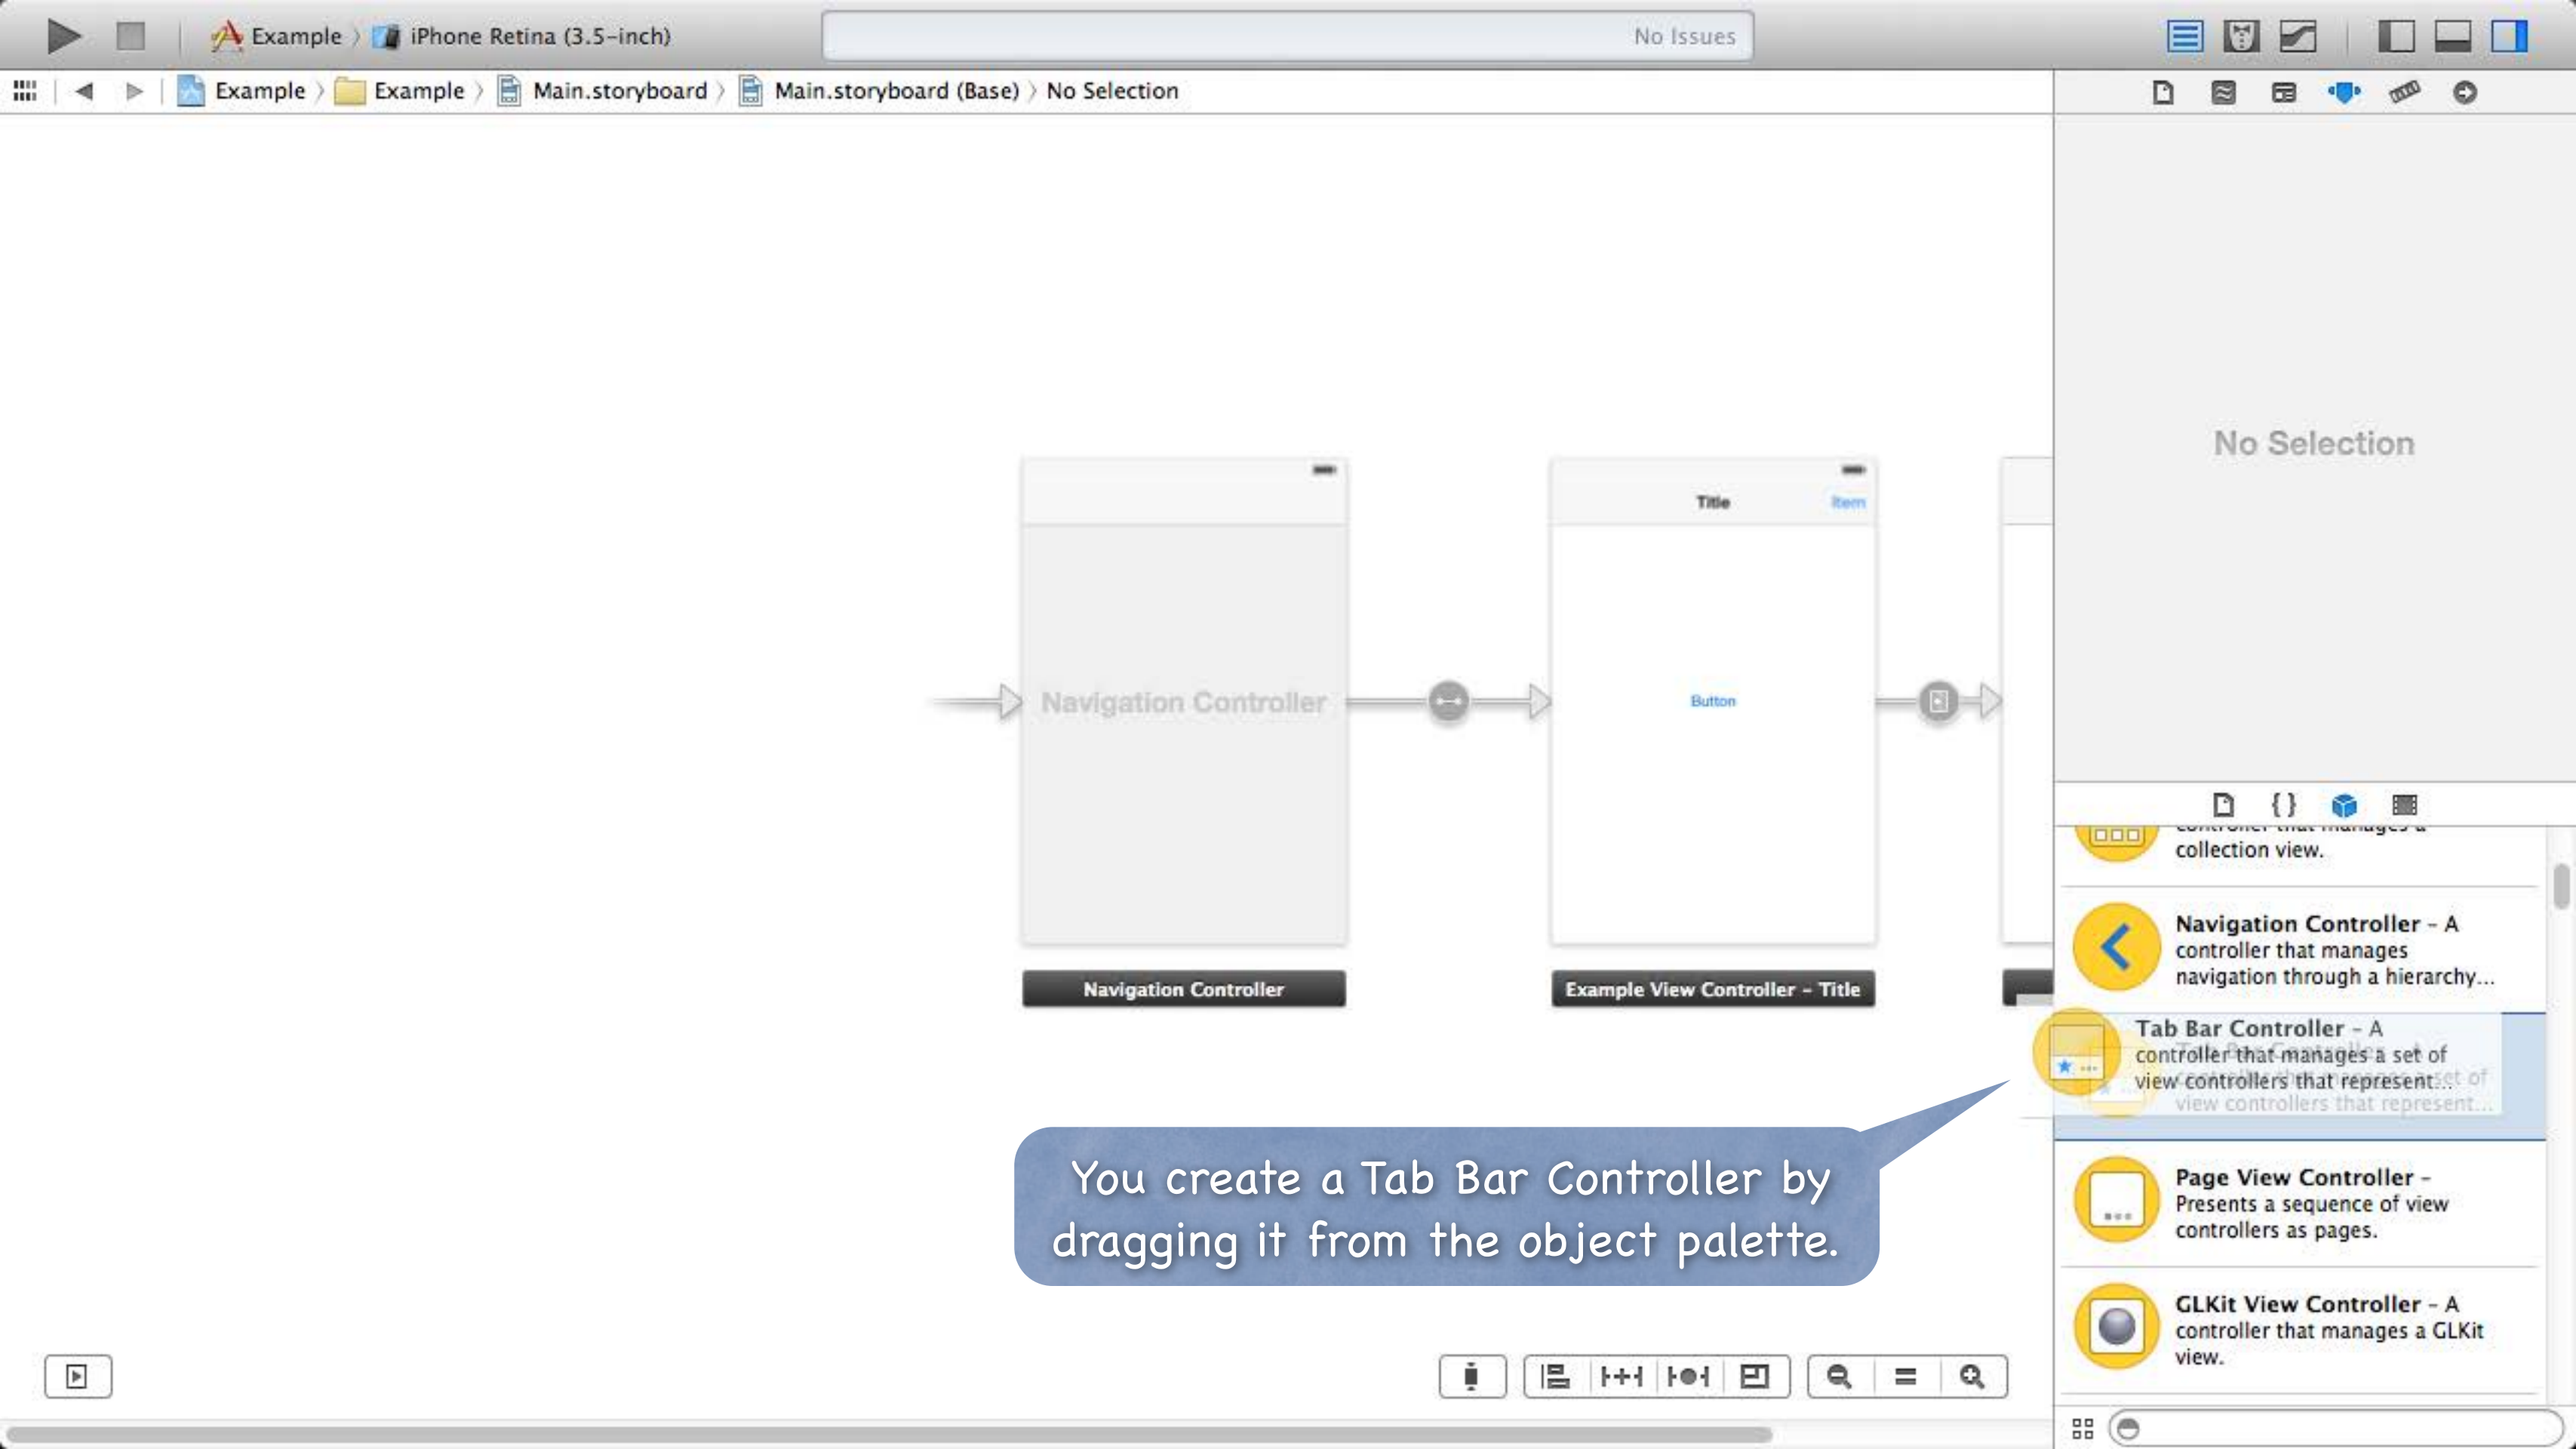 Example 〉 iPhone Retina (3.5-inch)
No Issues
Example 〉 Example 〉 Main.storyboard 〉 Main.storyboard (Base) 〉 No Selection
No Selection
Title
Item
Navigation Controller
Button
Navigation Controller
Example View Controller – Title
collection view.
Navigation Controller – A
controller that manages
navigation through a hierarchy...
Tab Bar Controller – A
controller that manages a set of
view controllers that represent...
Page View Controller –
Presents a sequence of view
controllers as pages.
GLKit View Controller – A
controller that manages a GLKit
view.
You create a Tab Bar Controller by
dragging it from the object palette.